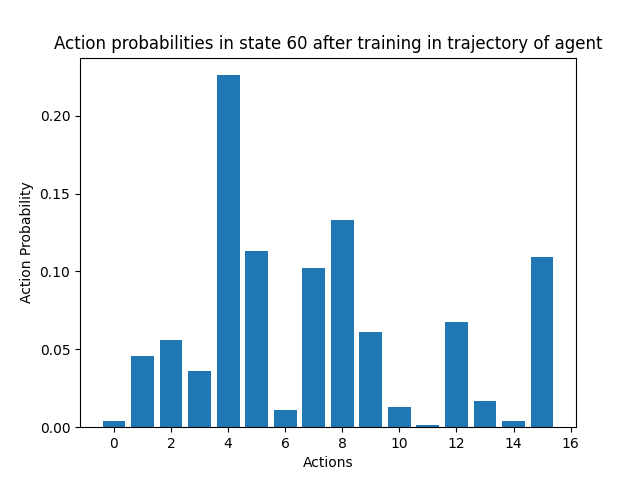 Action probabilities in state 60 after training in trajectory of agent
0.20
0.15
0.10
0.05
0.00
Action Probability
0 2 4 6 8 10 12 14 16
Actions